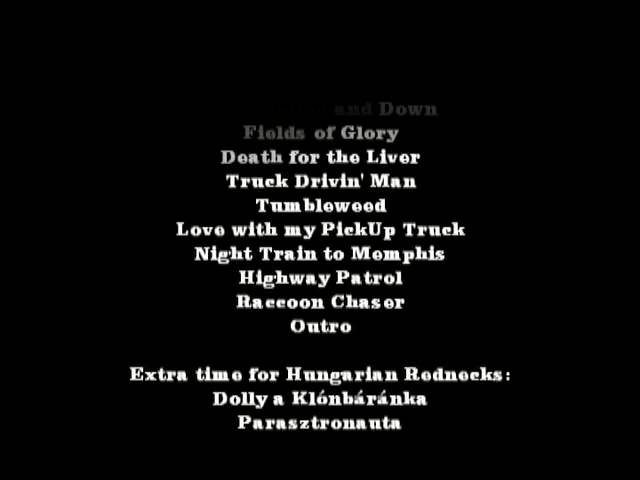 and Down
Fields of Glory
Death for the Liver
Truck Drivin' Man
Tumbleweed
Love with my PickUp Truck
Night Train to Memphis
Highway Patrol
Raccoon Chaser
Outro
Extra time for Hungarian Rednecks:
Dolly a Klónbáránka
Parasztronauta